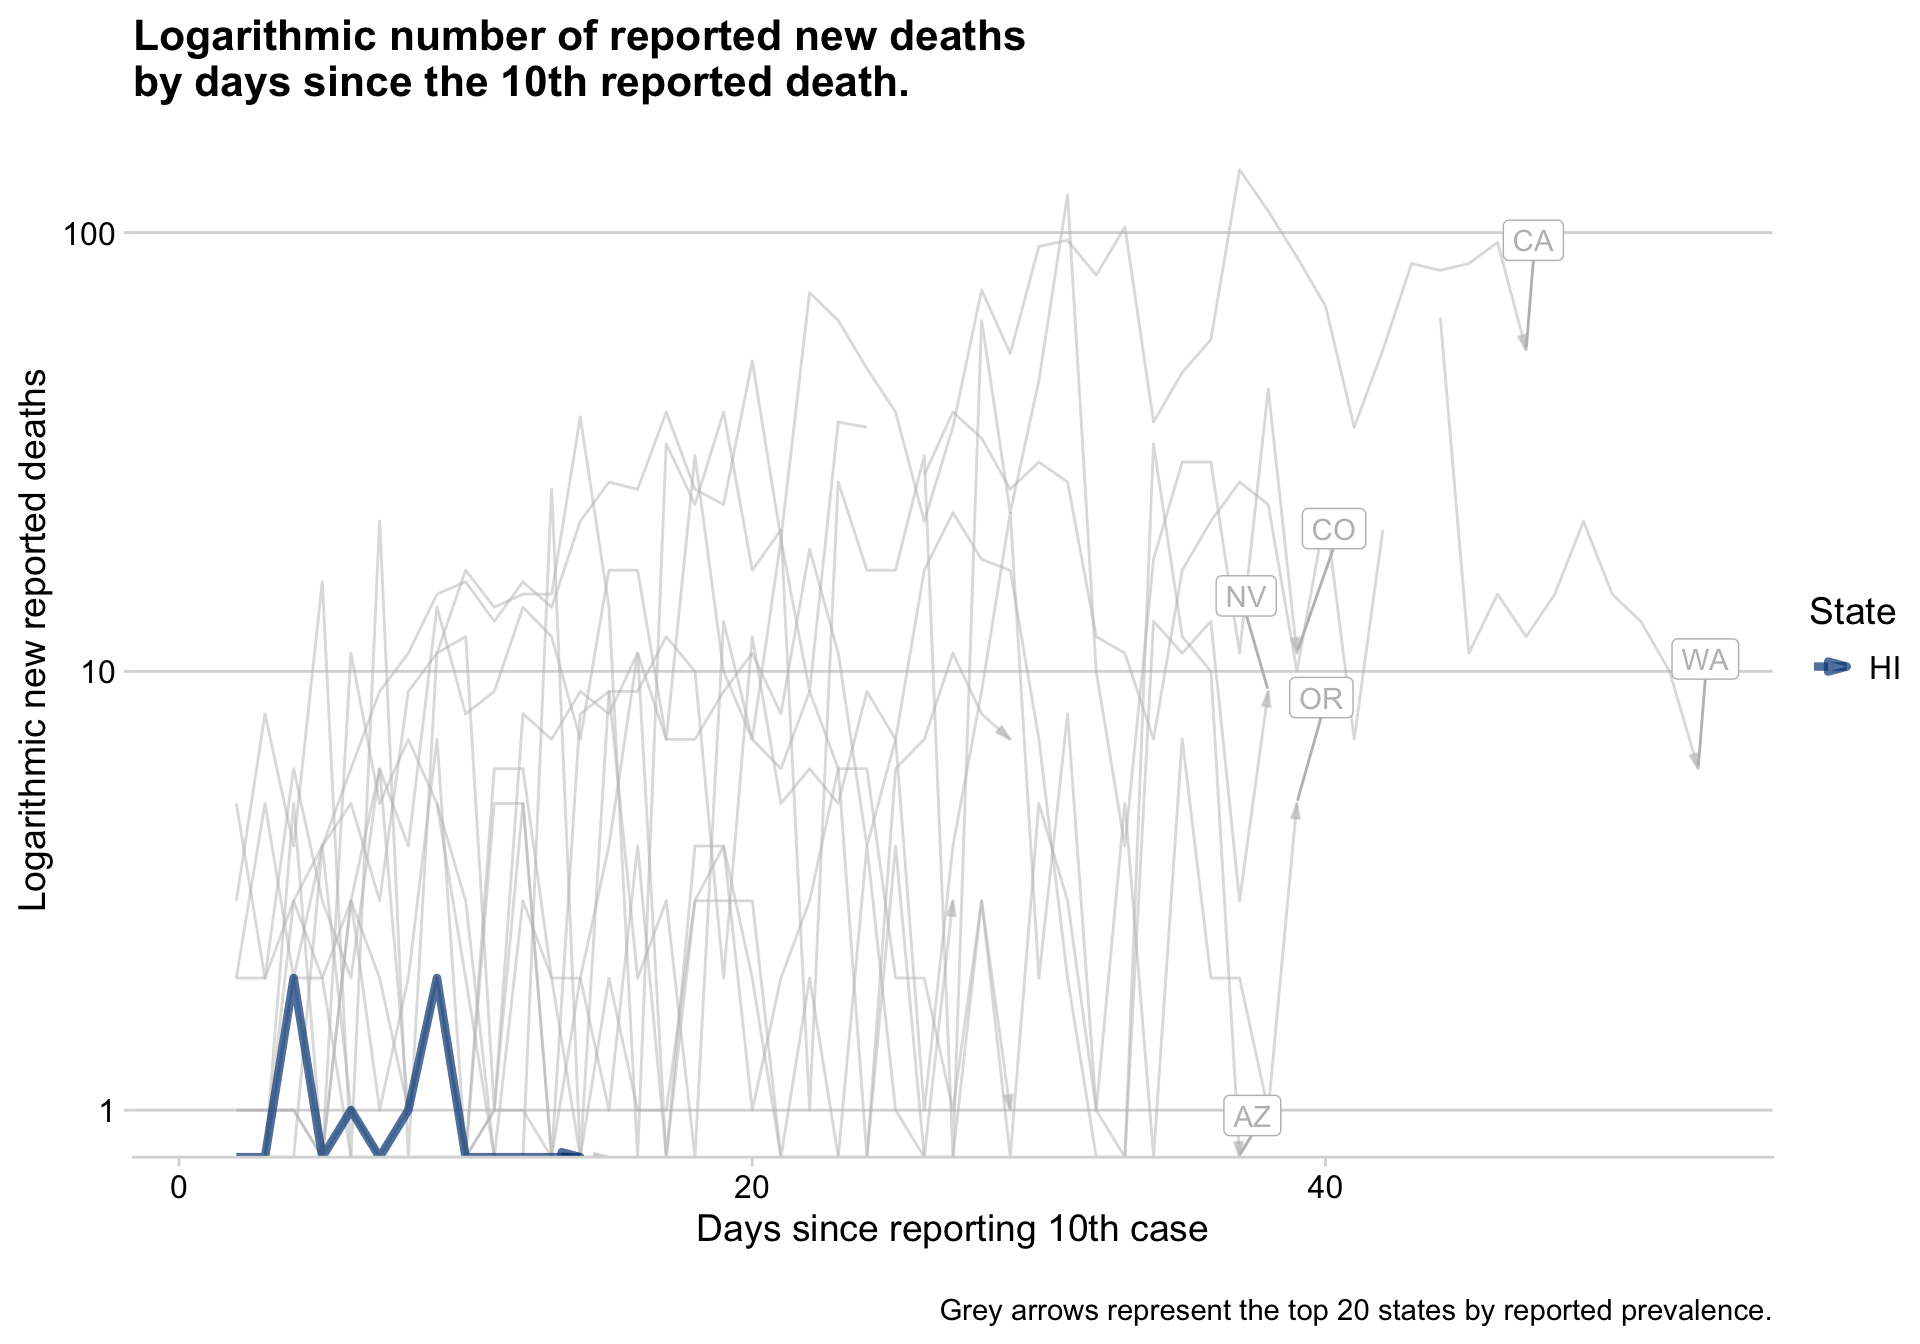 Logarithmic number of reported new deaths
by days since the 10th reported death.
Logarithmic new reported deaths
100
10
1
CA
CO
NV
OR
WA
AZ
State
HI
0
20
40
Days since reporting 10th case
Grey arrows represent the top 20 states by reported prevalence.